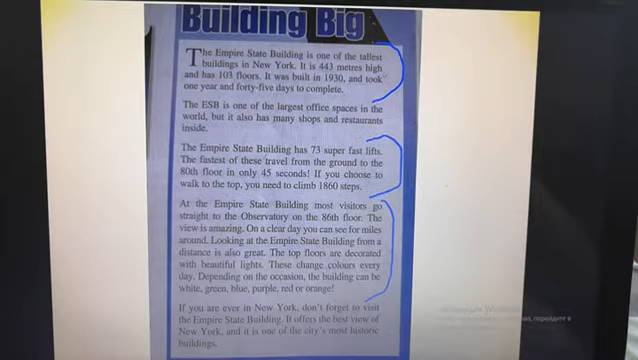 Building Big
The Empire State Building is one of the tallest
buildings in New York. It is 443 metres high
and has 103 floors. It was built in 1930, and took
one year and forty-five days to complete.
The ESB is one of the largest office spaces in the
world, but it also has many shops and restaurants
inside.
The Empire State Building has 73 super fast lifts.
The fastest of these travel from the ground to the
80th floor in only 45 seconds! If you choose to
walk to the top, you need to climb 1860 steps.
At the Empire State Building most visitors go
straight to the Observatory on the 86th floor. The
view is amazing. On a clear day you can see for miles
around. Looking at the Empire State Building from a
distance is also great. The top floors are decorated
with beautiful lights. These change colours every
day. Depending on the occasion, the building can be
white, green, blue, purple, red or orange!
If you are ever in New York, don't forget to visit
the Empire State Building. It offers the best view of
New York, and it is one of the city's most historic
buildings.
Windows
перейдите в